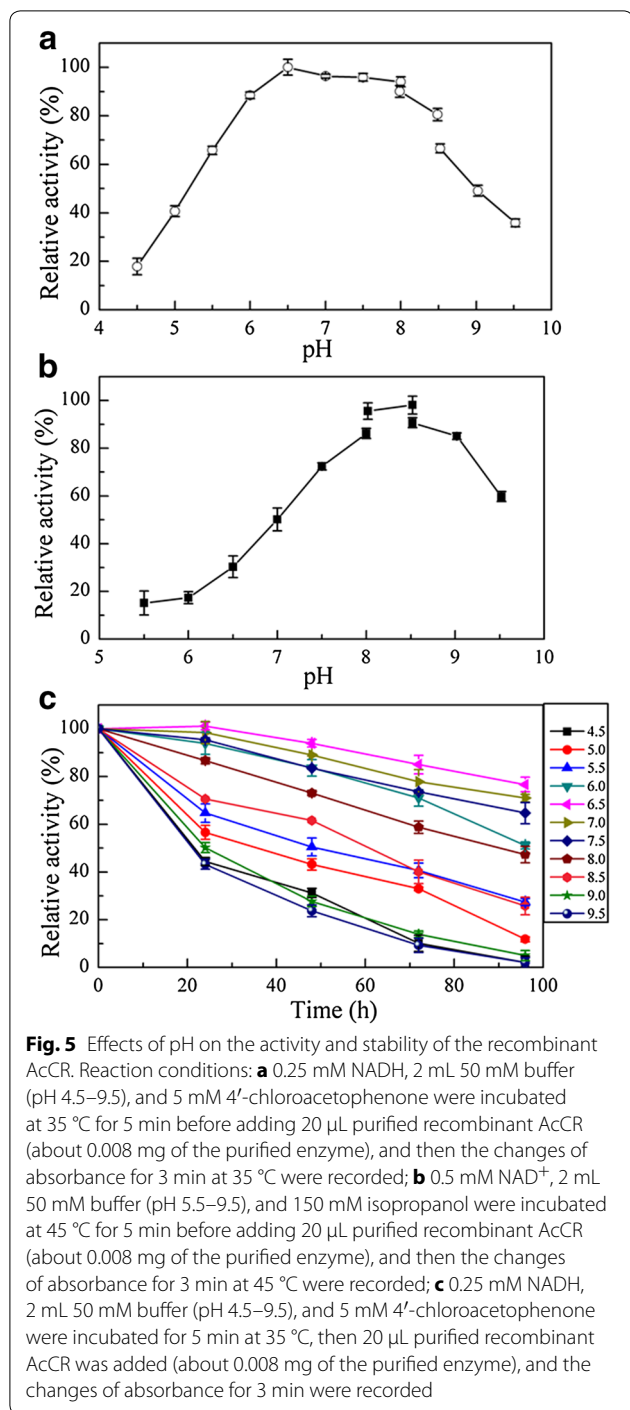 a
100
80
60
40
20
0
Relative activity (%)
4 5 6 7 8 9 10
pH
b
100
80
60
40
20
0
Relative activity (%)
5 6 7 8 9 10
pH
c
100
80
60
40
20
0
Relative activity (%)
0 20 40 60 80 100
Time (h)
4.5
5.0
5.5
6.0
6.5
7.0
7.5
8.0
8.5
9.0
9.5
Fig. 5 Effects of pH on the activity and stability of the recombinant
AcCR. Reaction conditions: a 0.25 mM NADH, 2 mL 50 mM buffer
(pH 4.5–9.5), and 5 mM 4′-chloroacetophenone were incubated
at 35 °C for 5 min before adding 20 µL purified recombinant AcCR
(about 0.008 mg of the purified enzyme), and then the changes of
absorbance for 3 min at 35 °C were recorded; b 0.5 mM NAD⁺, 2 mL
50 mM buffer (pH 5.5–9.5), and 150 mM isopropanol were incubated
at 45 °C for 5 min before adding 20 µL purified recombinant AcCR
(about 0.008 mg of the purified enzyme), and then the changes
of absorbance for 3 min at 45 °C were recorded; c 0.25 mM NADH,
2 mL 50 mM buffer (pH 4.5–9.5), and 5 mM 4′-chloroacetophenone
were incubated for 5 min at 35 °C, then 20 µL purified recombinant
AcCR was added (about 0.008 mg of the purified enzyme), and the
changes of absorbance for 3 min were recorded